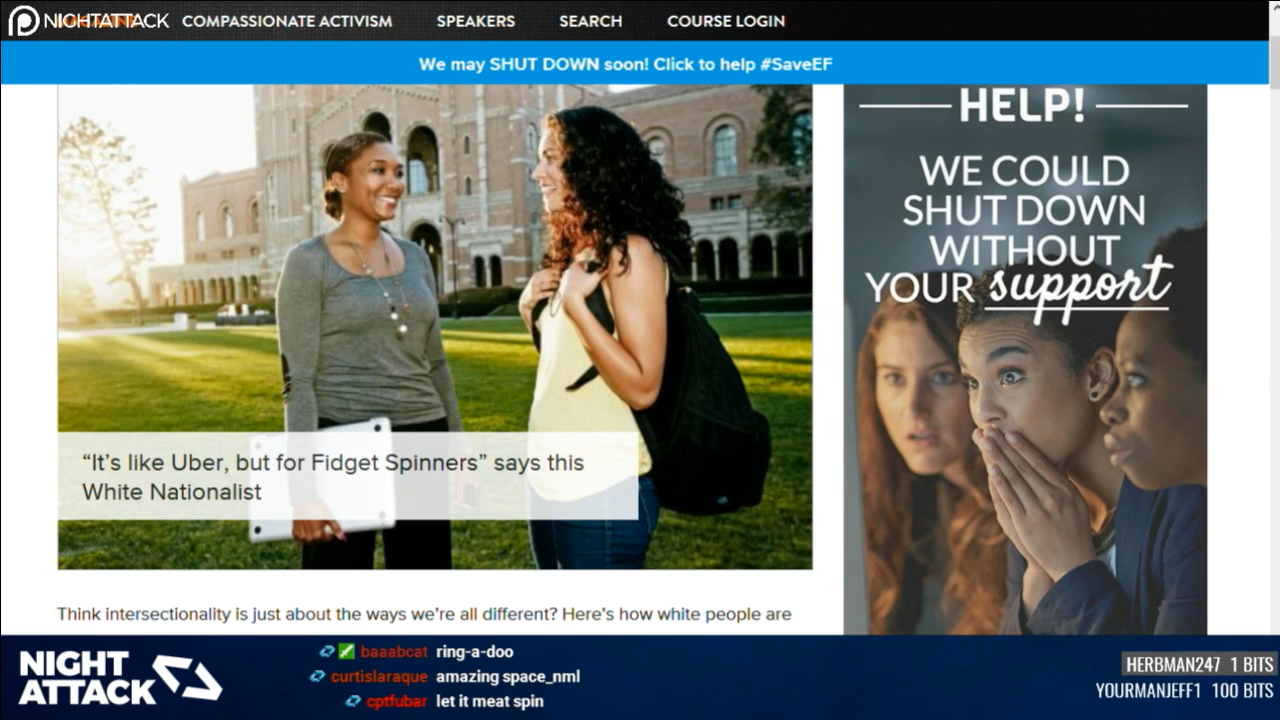 NIGHTATTACK COMPASSIONATE ACTIVISM SPEAKERS SEARCH COURSE LOGIN
We may SHUT DOWN soon! Click to help #SaveEF
HELP!
WE COULD
SHUT DOWN
WITHOUT
YOUR support
“It’s like Uber, but for Fidget Spinners” says this
White Nationalist
Think intersectionality is just about the ways we’re all different? Here’s how white people are
NIGHT
ATTACK
baaabcat ring-a-doo
curtislaraque amazing space_nml
cptfubar let it meat spin
HERBMAN247 1 BITS
YOURMANJEFF1 100 BITS